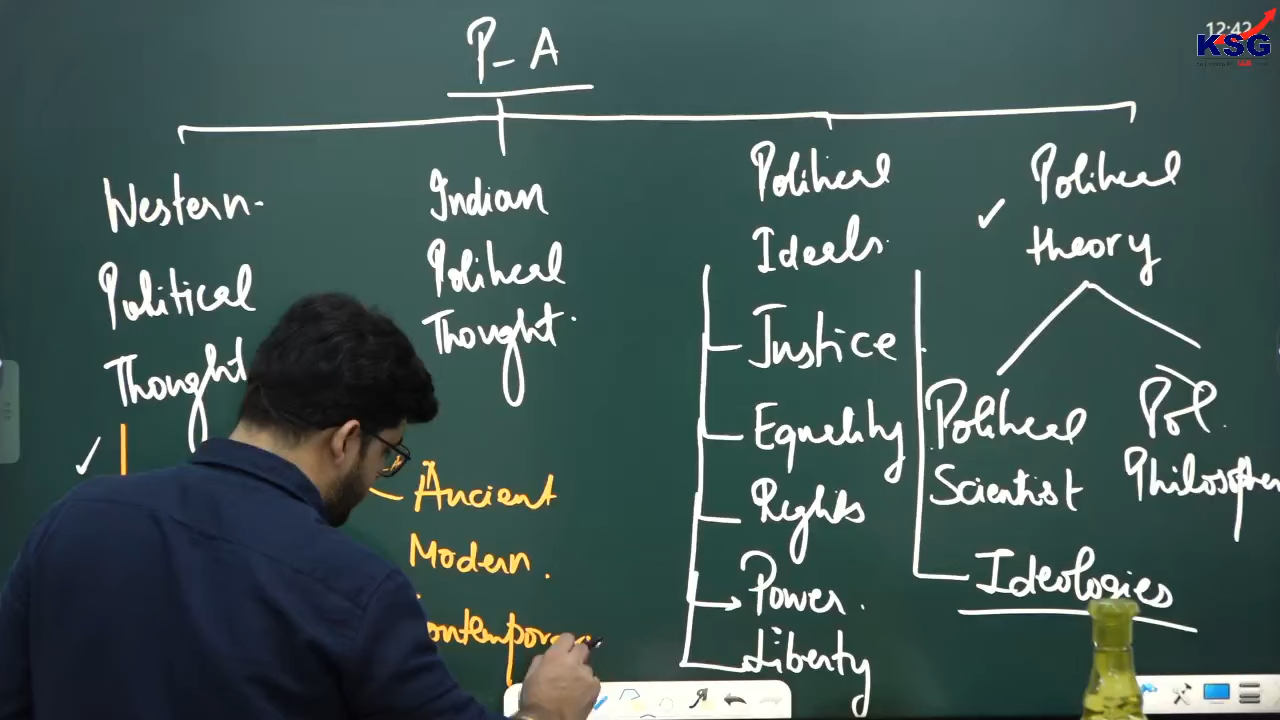 P-A
12:42
KSG
Western
Political
Thought
Indian
Political
Thought
Ancient
Modern
Political
Ideals
Justice
Equality
Rights
Power
Liberty
Political
theory
Political
Scientist
Pol.
Philosopher
Ideologies